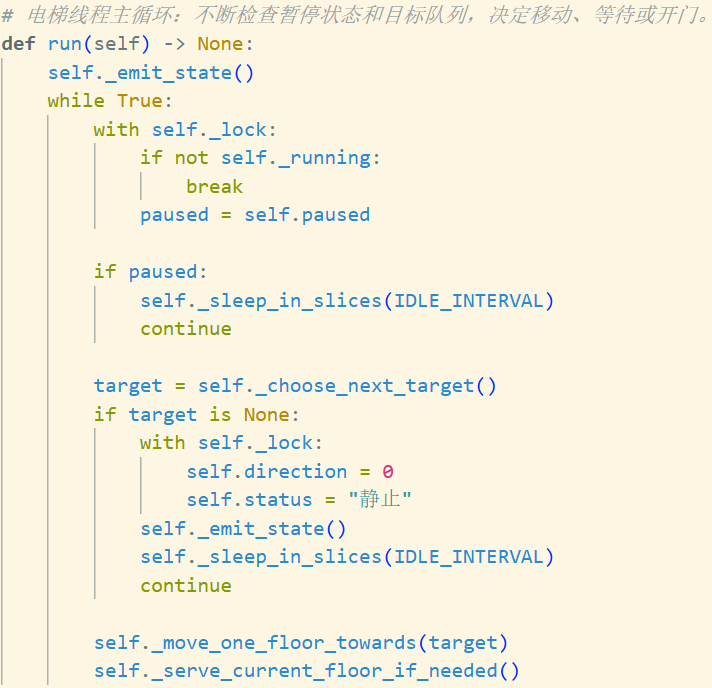 # 电梯线程主循环：不断检查暂停状态和目标队列，决定移动、等待或开门。
def run(self) -> None:
    self._emit_state()
    while True:
        with self._lock:
            if not self._running:
                break
            paused = self.paused

        if paused:
            self._sleep_in_slices(IDLE_INTERVAL)
            continue

        target = self._choose_next_target()
        if target is None:
            with self._lock:
                self.direction = 0
                self.status = "静止"
            self._emit_state()
            self._sleep_in_slices(IDLE_INTERVAL)
            continue

        self._move_one_floor_towards(target)
        self._serve_current_floor_if_needed()